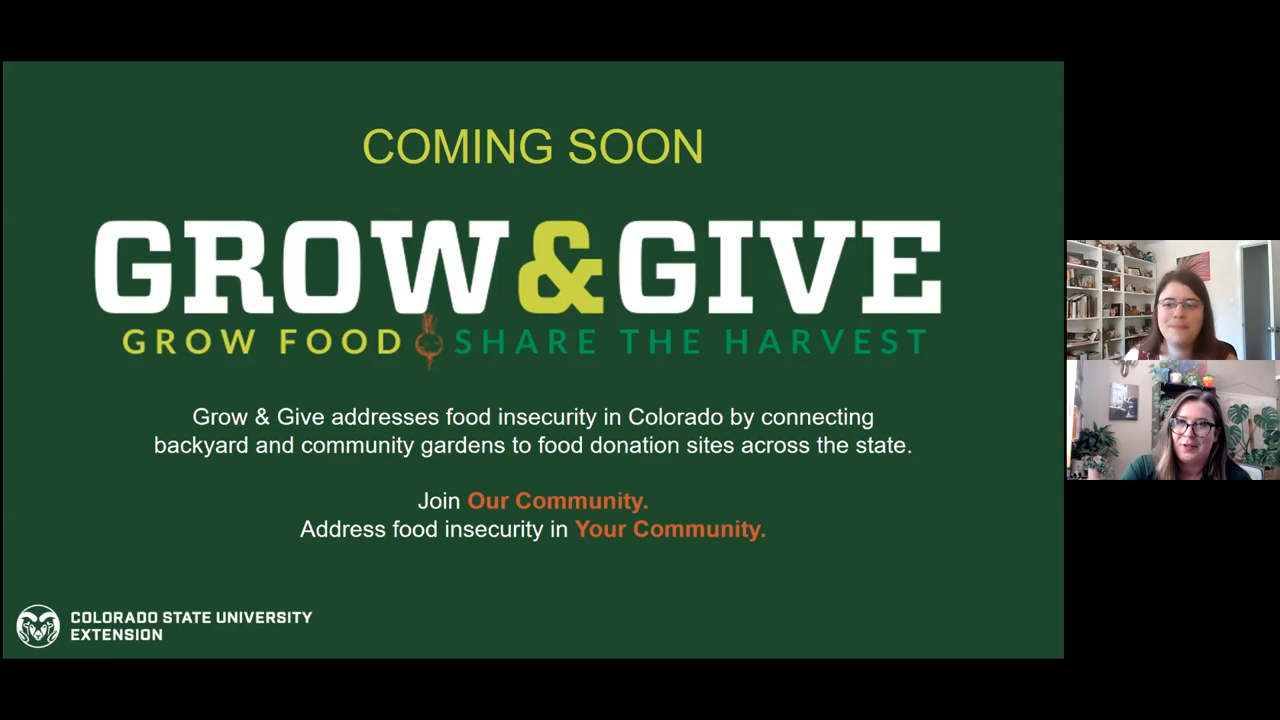 COMING SOON
GROW & GIVE
GROW FOOD SHARE THE HARVEST
Grow & Give addresses food insecurity in Colorado by connecting
backyard and community gardens to food donation sites across the state.
Join Our Community.
Address food insecurity in Your Community.
COLORADO STATE UNIVERSITY
EXTENSION